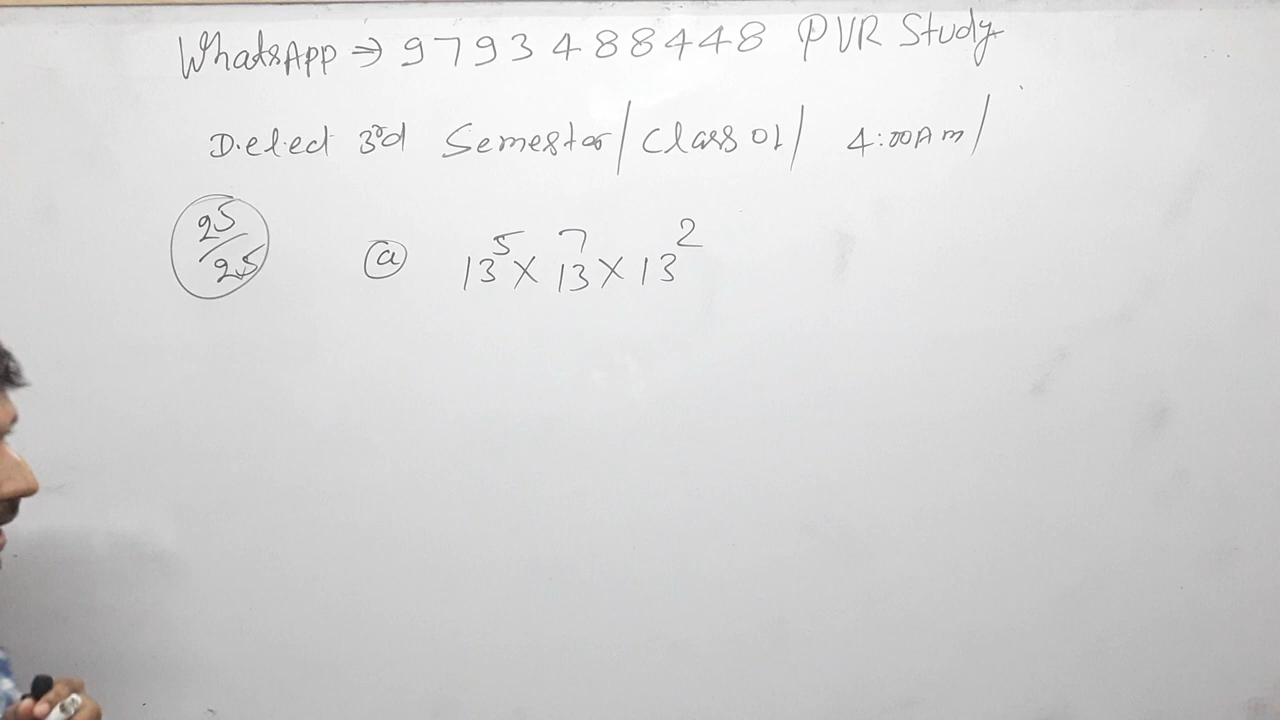 WhatsApp ⇒ 9793488448 PVR Study
D.el.ed 3rd Semester/Class 01/ 4:00Am/
25/25 ⓐ 13⁵×13⁷×13²